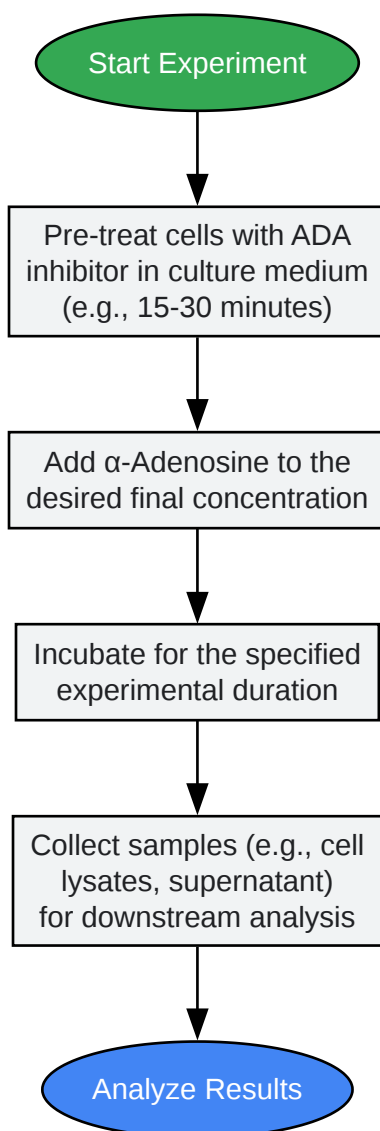 Start Experiment
Pre-treat cells with ADA
inhibitor in culture medium
(e.g., 15-30 minutes)
Add α-Adenosine to the
desired final concentration
Incubate for the specified
experimental duration
Collect samples (e.g., cell
lysates, supernatant)
for downstream analysis
Analyze Results